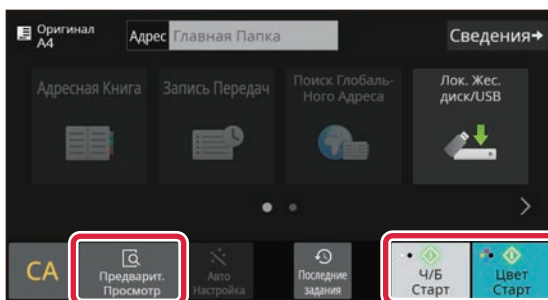 Оригинал
A4
Адрес
Главная Папка
Сведения
Адресная Книга
Запись Передач
Поиск Глобаль-
Ного Адреса
Лок. Жес.
диск/USB
CA
Предварит.
Просмотр
Авто
Настройка
Последние
задания
Ч/Б
Старт
Цвет
Старт